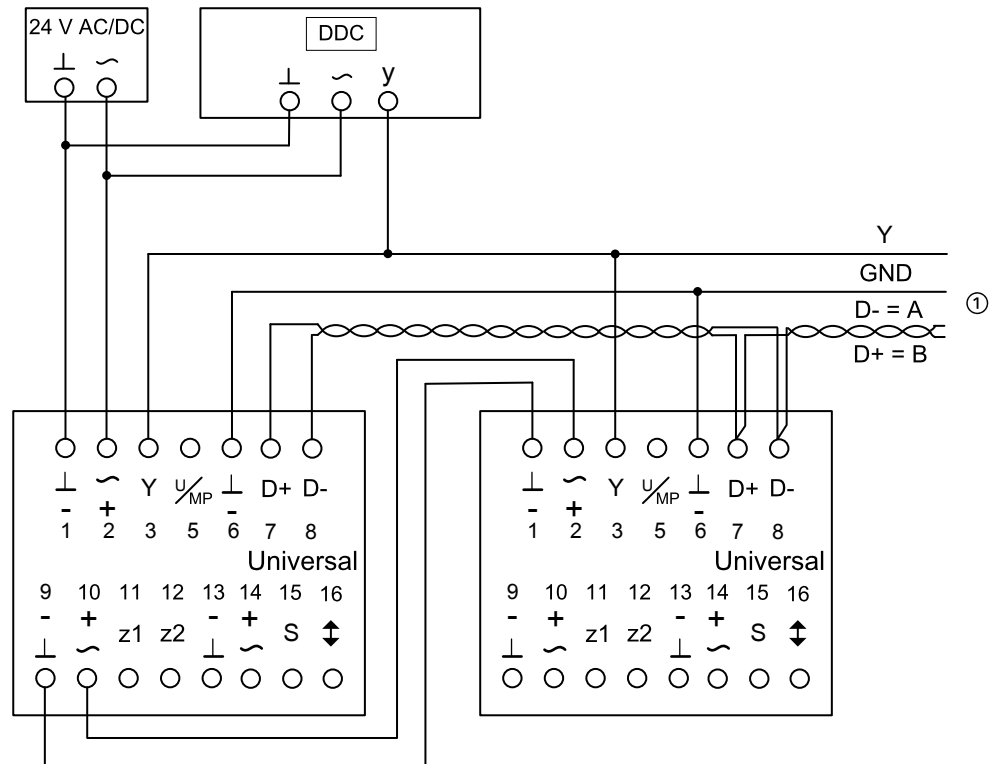 24 V AC/DC
DDC
⊥ ~
⊥ ~ y
Y
GND
①
D- = A
D+ = B
⊥ ~ Y U/MP ⊥ D+ D-
- + -
1 2 3 5 6 7 8
Universal
9 10 11 12 13 14 15 16
- + z1 z2 - + S ↕
⊥ ~ ⊥ ~
⊥ ~ Y U/MP ⊥ D+ D-
- + -
1 2 3 5 6 7 8
Universal
9 10 11 12 13 14 15 16
- + z1 z2 - + S ↕
⊥ ~ ⊥ ~